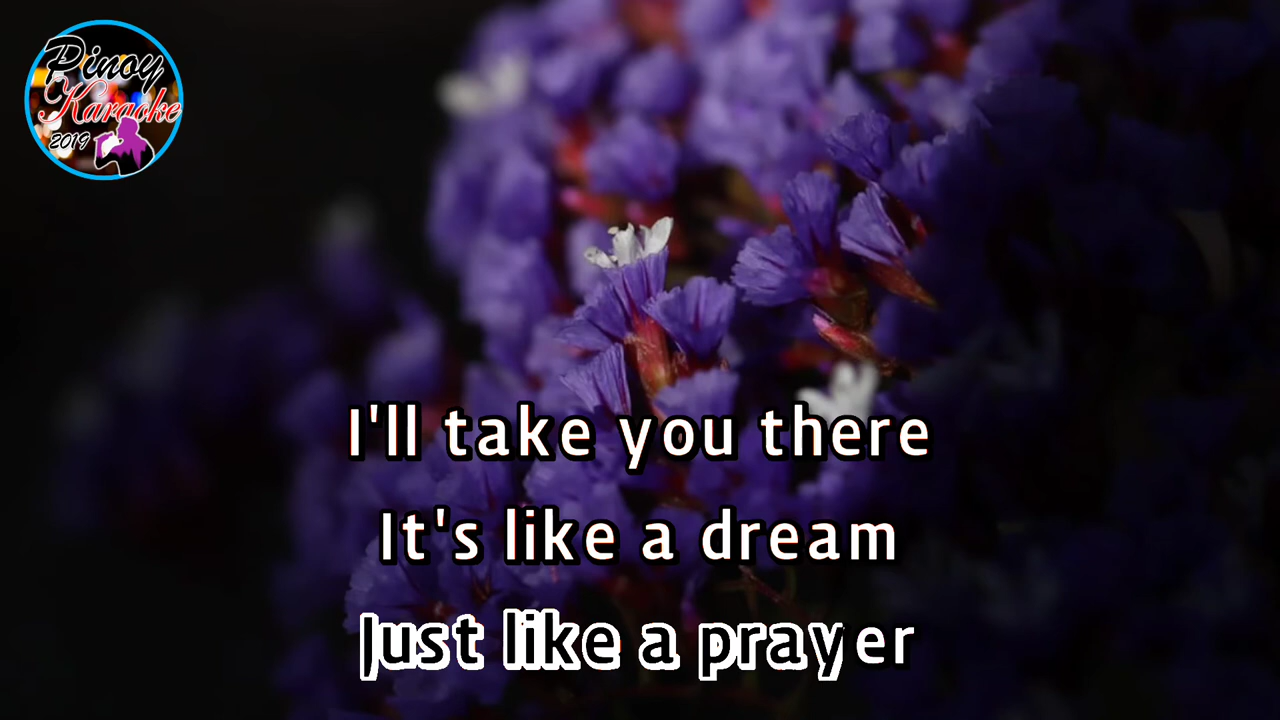 Pinoy
Karaoke
2019
I'll take you there
It's like a dream
Just like a prayer